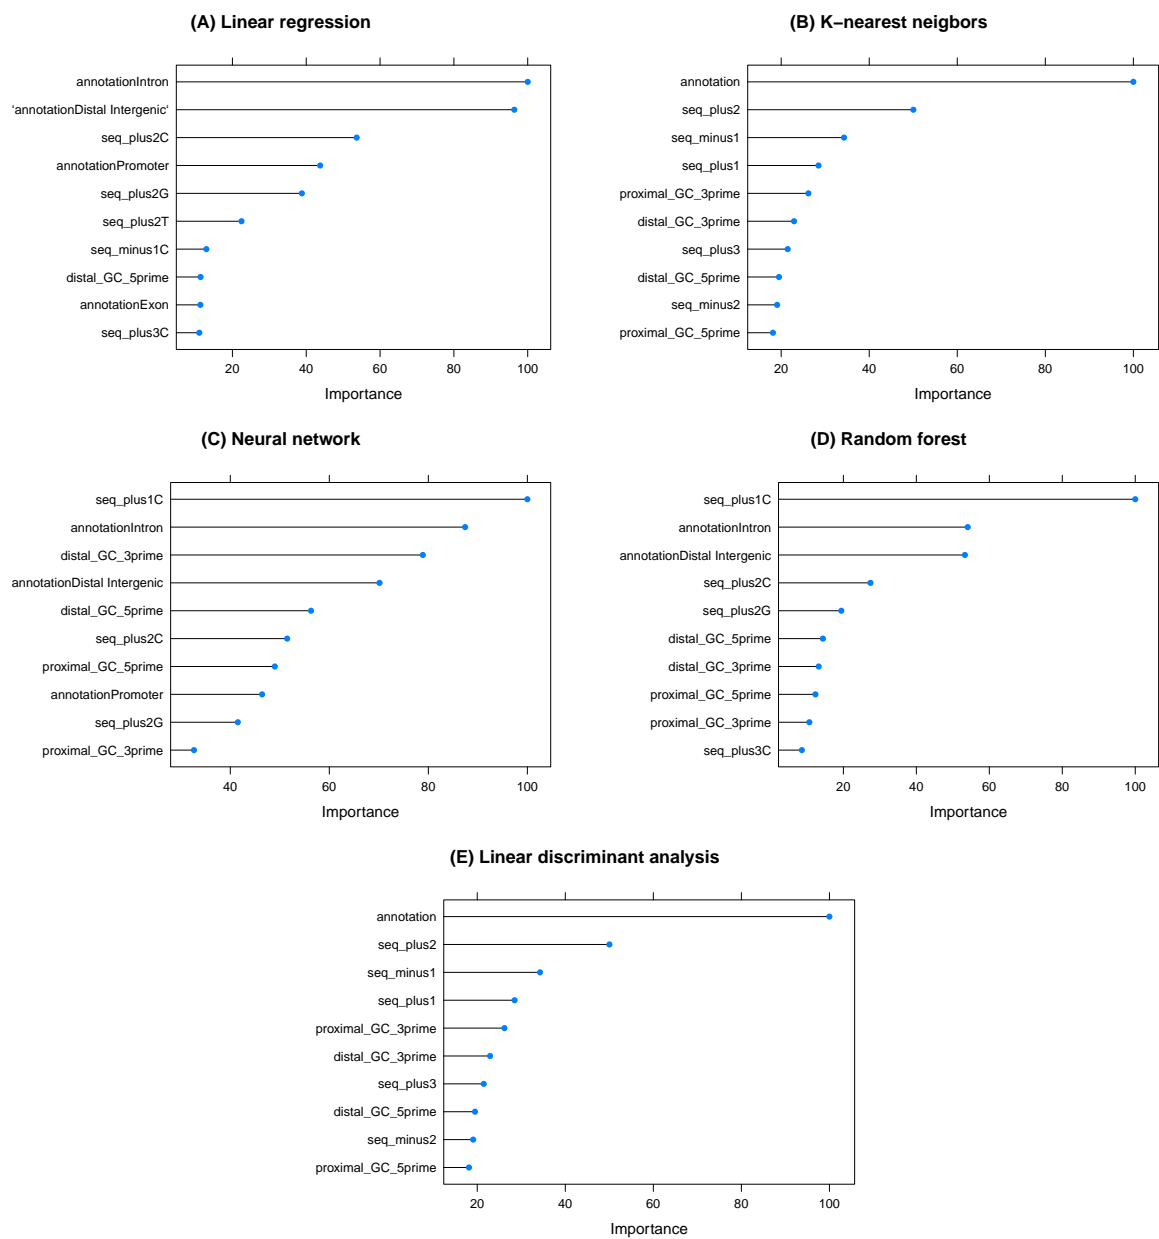 (A) Linear regression
annotationIntron
‘annotationDistal Intergenic‘
seq_plus2C
annotationPromoter
seq_plus2G
seq_plus2T
seq_minus1C
distal_GC_5prime
annotationExon
seq_plus3C
20 40 60 80 100
Importance
(B) K−nearest neigbors
annotation
seq_plus2
seq_minus1
seq_plus1
proximal_GC_3prime
distal_GC_3prime
seq_plus3
distal_GC_5prime
seq_minus2
proximal_GC_5prime
20 40 60 80 100
Importance
(C) Neural network
seq_plus1C
annotationIntron
distal_GC_3prime
annotationDistal Intergenic
distal_GC_5prime
seq_plus2C
proximal_GC_5prime
annotationPromoter
seq_plus2G
proximal_GC_3prime
40 60 80 100
Importance
(D) Random forest
seq_plus1C
annotationIntron
annotationDistal Intergenic
seq_plus2C
seq_plus2G
distal_GC_5prime
distal_GC_3prime
proximal_GC_5prime
proximal_GC_3prime
seq_plus3C
20 40 60 80 100
Importance
(E) Linear discriminant analysis
annotation
seq_plus2
seq_minus1
seq_plus1
proximal_GC_3prime
distal_GC_3prime
seq_plus3
distal_GC_5prime
seq_minus2
proximal_GC_5prime
20 40 60 80 100
Importance